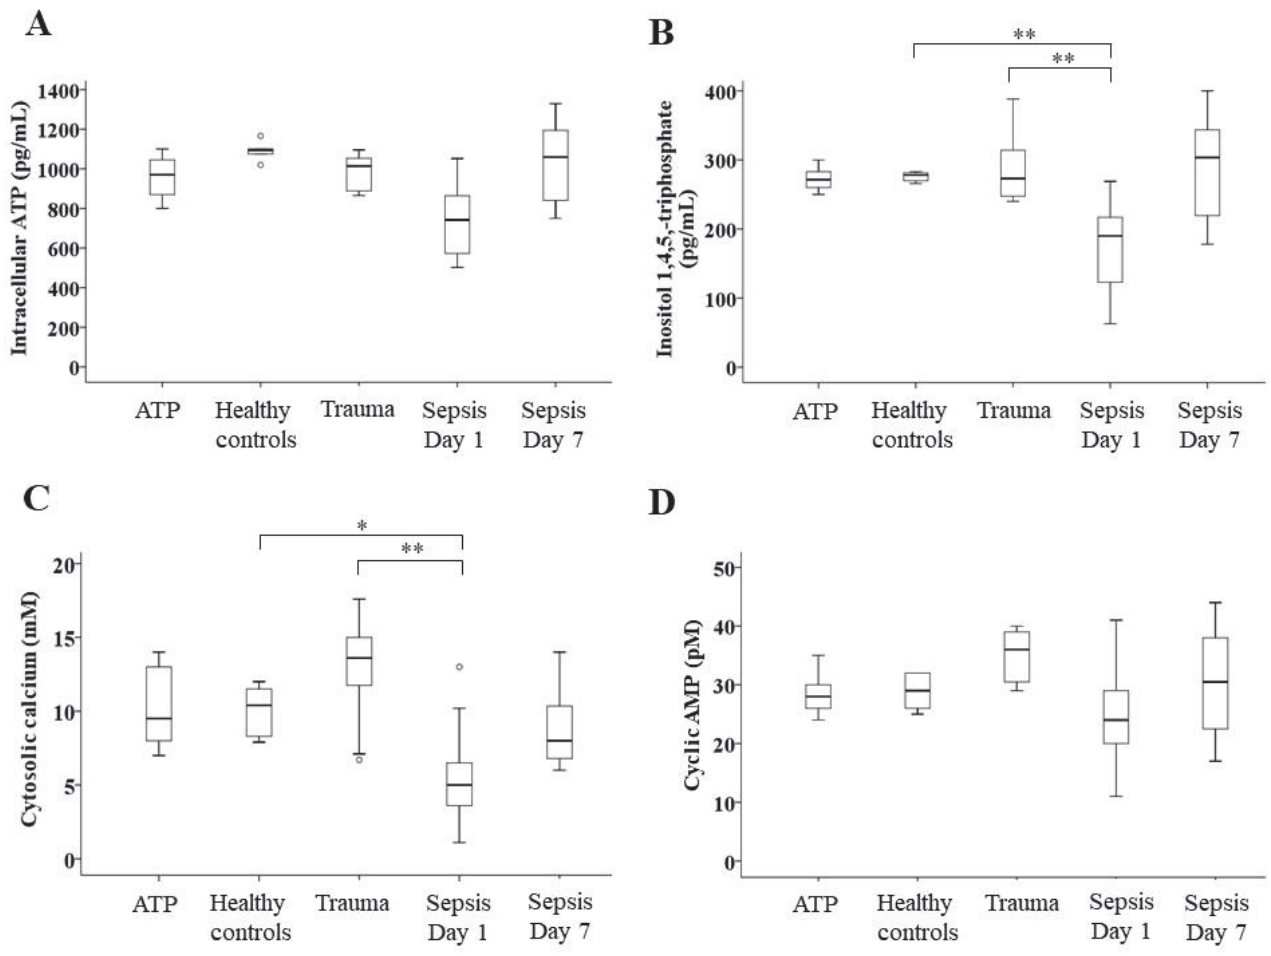 A
Intracellular ATP (pg/mL)
1400
1200
1000
800
600
400
200
0
ATP
Healthy
controls
Trauma
Sepsis
Day 1
Sepsis
Day 7
B
**
**
Inositol 1,4,5,-triphosphate
(pg/mL)
400
300
200
100
0
ATP
Healthy
controls
Trauma
Sepsis
Day 1
Sepsis
Day 7
C
*
**
Cytosolic calcium (mM)
20
15
10
5
0
ATP
Healthy
controls
Trauma
Sepsis
Day 1
Sepsis
Day 7
D
Cyclic AMP (pM)
50
40
30
20
10
0
ATP
Healthy
controls
Trauma
Sepsis
Day 1
Sepsis
Day 7